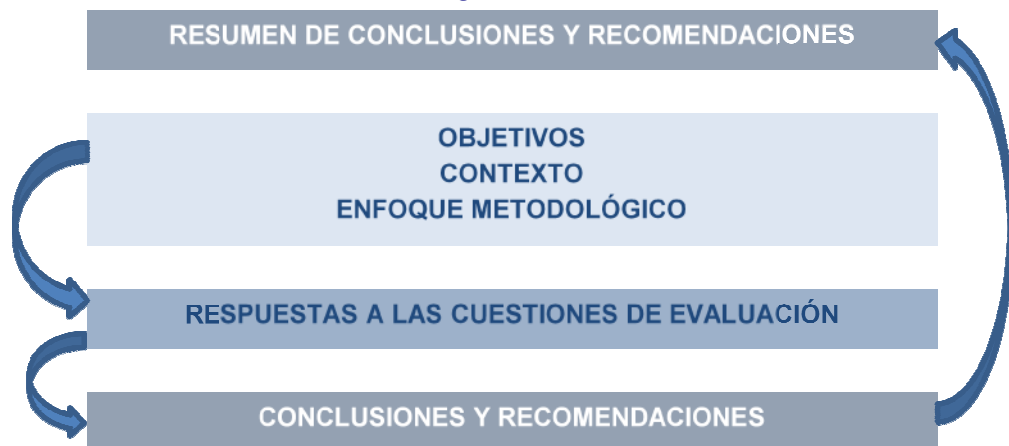 RESUMEN DE CONCLUSIONES Y RECOMENDACIONES
OBJETIVOS
CONTEXTO
ENFOQUE METODOLÓGICO
RESPUESTAS A LAS CUESTIONES DE EVALUACIÓN
CONCLUSIONES Y RECOMENDACIONES